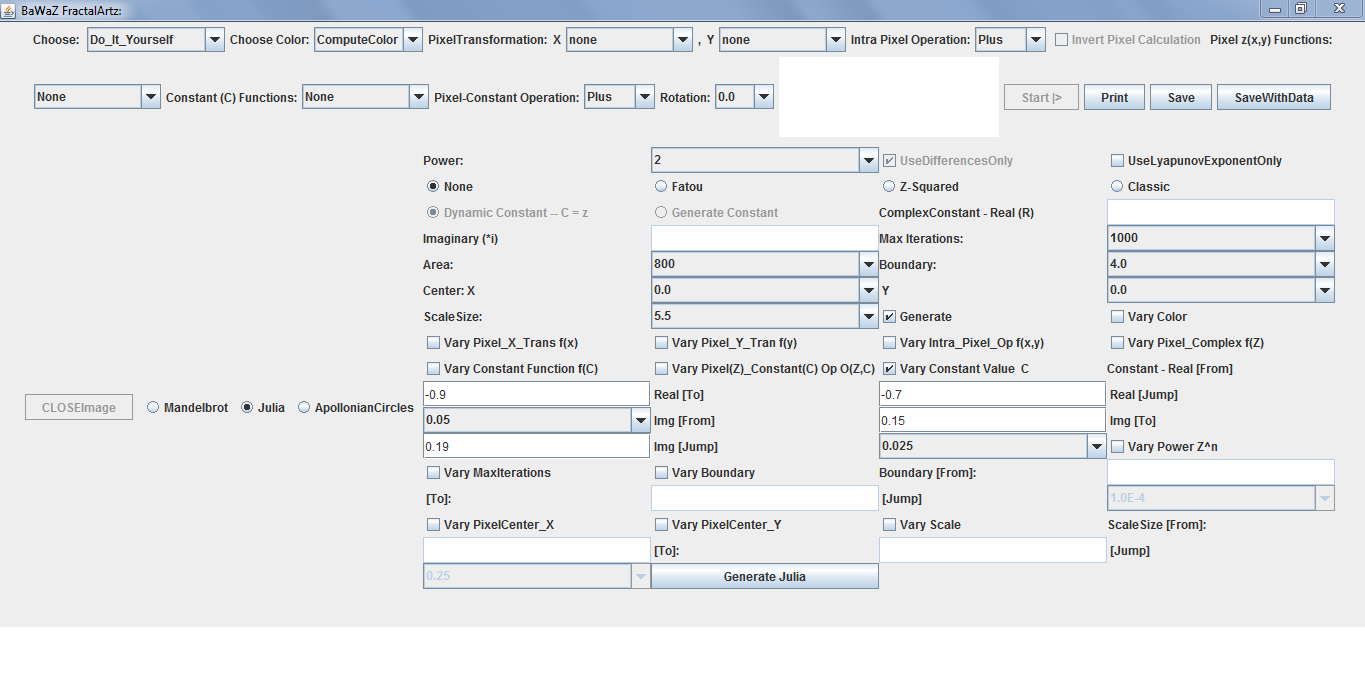 BaWaZ FractalArtz:
Choose: Do_It_Yourself Choose Color: ComputeColor PixelTransformation: X none , Y none Intra Pixel Operation: Plus Invert Pixel Calculation Pixel z(x,y) Functions:
None Constant (C) Functions: None Pixel-Constant Operation: Plus Rotation: 0.0 Start |> Print Save SaveWithData
Power: 2 UseDifferencesOnly UseLyapunovExponentOnly
None Fatou Z-Squared Classic
Dynamic Constant -- C = z Generate Constant ComplexConstant - Real (R)
Imaginary (*i) Max Iterations: 1000
Area: 800 Boundary: 4.0
Center: X 0.0 Y 0.0
ScaleSize: 5.5 Generate Vary Color
Vary Pixel_X_Trans f(x) Vary Pixel_Y_Tran f(y) Vary Intra_Pixel_Op f(x,y) Vary Pixel_Complex f(Z)
Vary Constant Function f(C) Vary Pixel(Z)_Constant(C) Op O(Z,C) Vary Constant Value C Constant - Real [From]
-0.9 Real [To] -0.7 Real [Jump]
CLOSEImage Mandelbrot Julia ApollonianCircles
0.05 Img [From] 0.15 Img [To]
0.19 Img [Jump] 0.025 Vary Power Z^n
Vary MaxIterations Vary Boundary Boundary [From]:
[To]: [Jump] 1.0E-4
Vary PixelCenter_X Vary PixelCenter_Y Vary Scale ScaleSize [From]:
[To]: [Jump]
0.25 Generate Julia